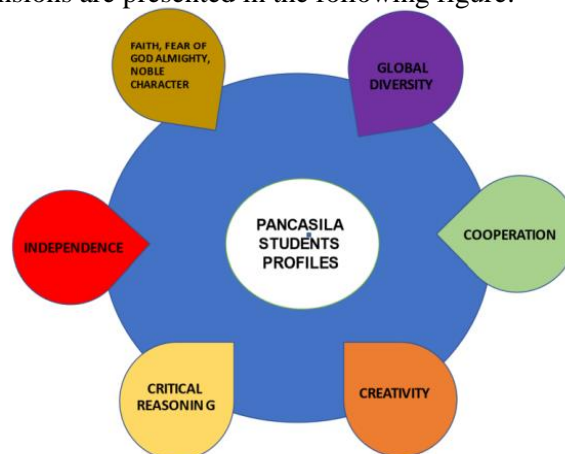 nsions are presented in the following figure.
FAITH, FEAR OF
GOD ALMIGHTY,
NOBLE
CHARACTER
GLOBAL
DIVERSITY
INDEPENDENCE
PANCASILA
STUDENTS
PROFILES
COOPERATION
CRITICAL
REASONING
CREATIVITY